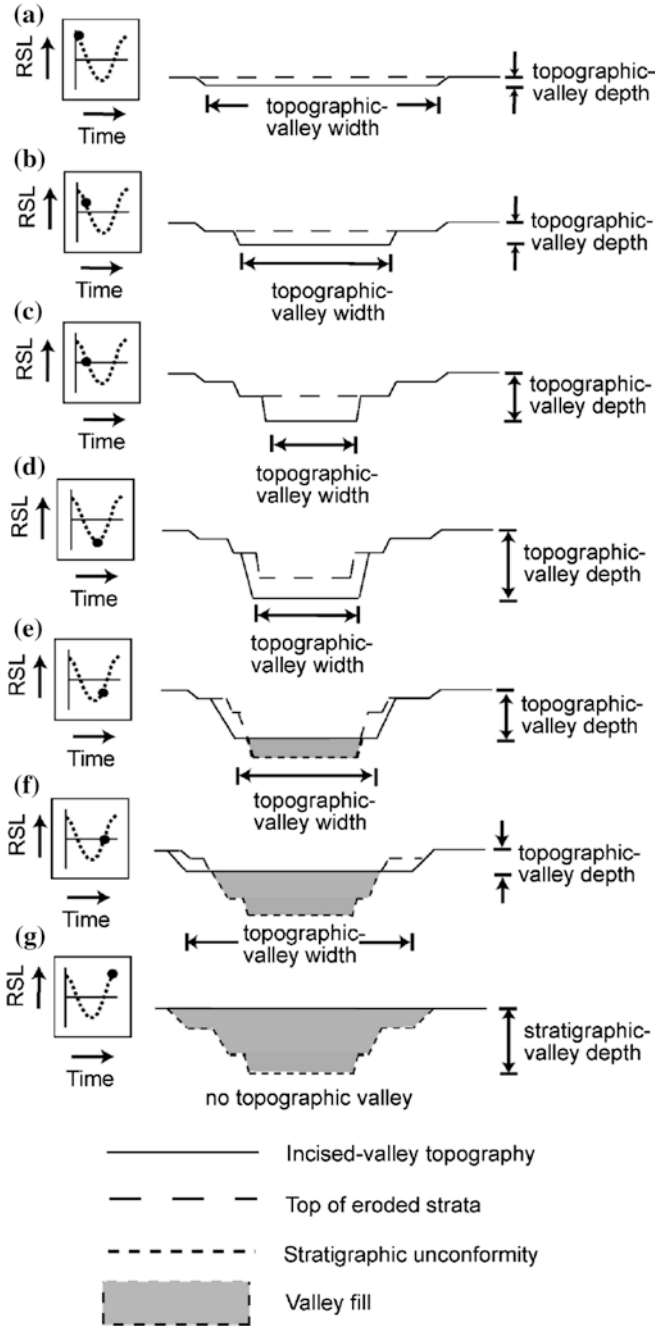 (a)
RSL
Time
topographic-
valley width
topographic-
valley depth
(b)
RSL
Time
topographic-
valley width
topographic-
valley depth
(c)
RSL
Time
topographic-
valley width
topographic-
valley depth
(d)
RSL
Time
topographic-
valley width
topographic-
valley depth
(e)
RSL
Time
topographic-
valley width
topographic-
valley depth
(f)
RSL
Time
topographic-
valley width
topographic-
valley depth
(g)
RSL
Time
no topographic valley
stratigraphic-
valley depth
Incised-valley topography
Top of eroded strata
Stratigraphic unconformity
Valley fill